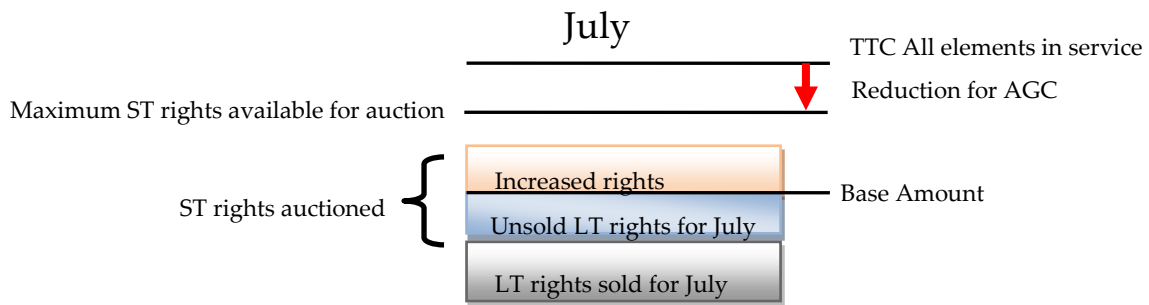 July
TTC All elements in service
Reduction for AGC
Maximum ST rights available for auction
Increased rights
Base Amount
ST rights auctioned
Unsold LT rights for July
LT rights sold for July